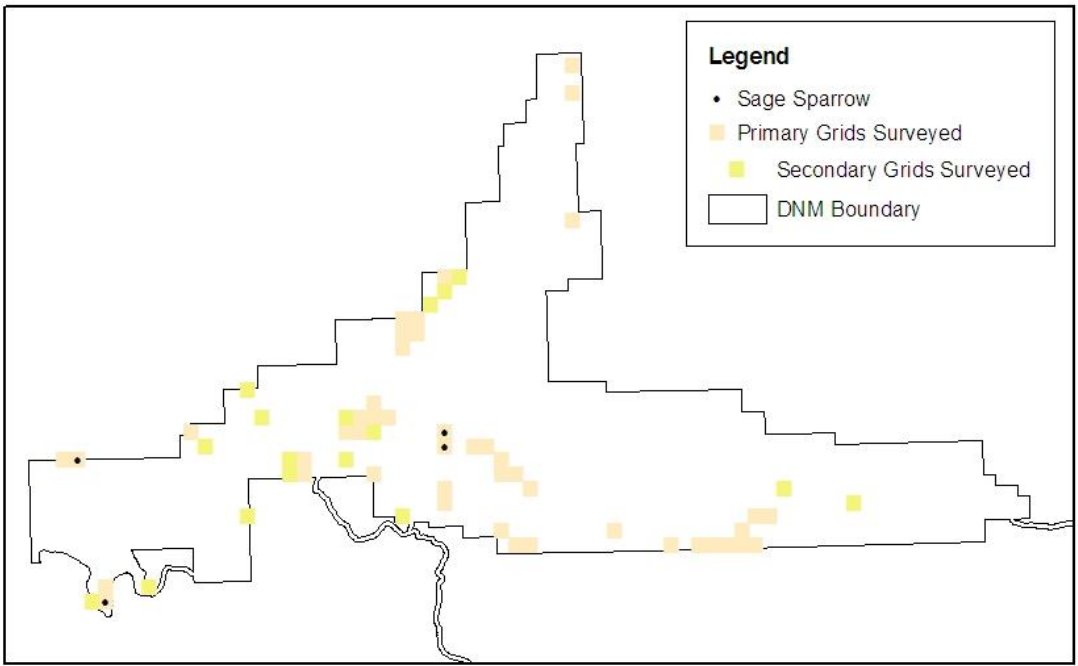 Legend
Sage Sparrow
Primary Grids Surveyed
Secondary Grids Surveyed
DNM Boundary